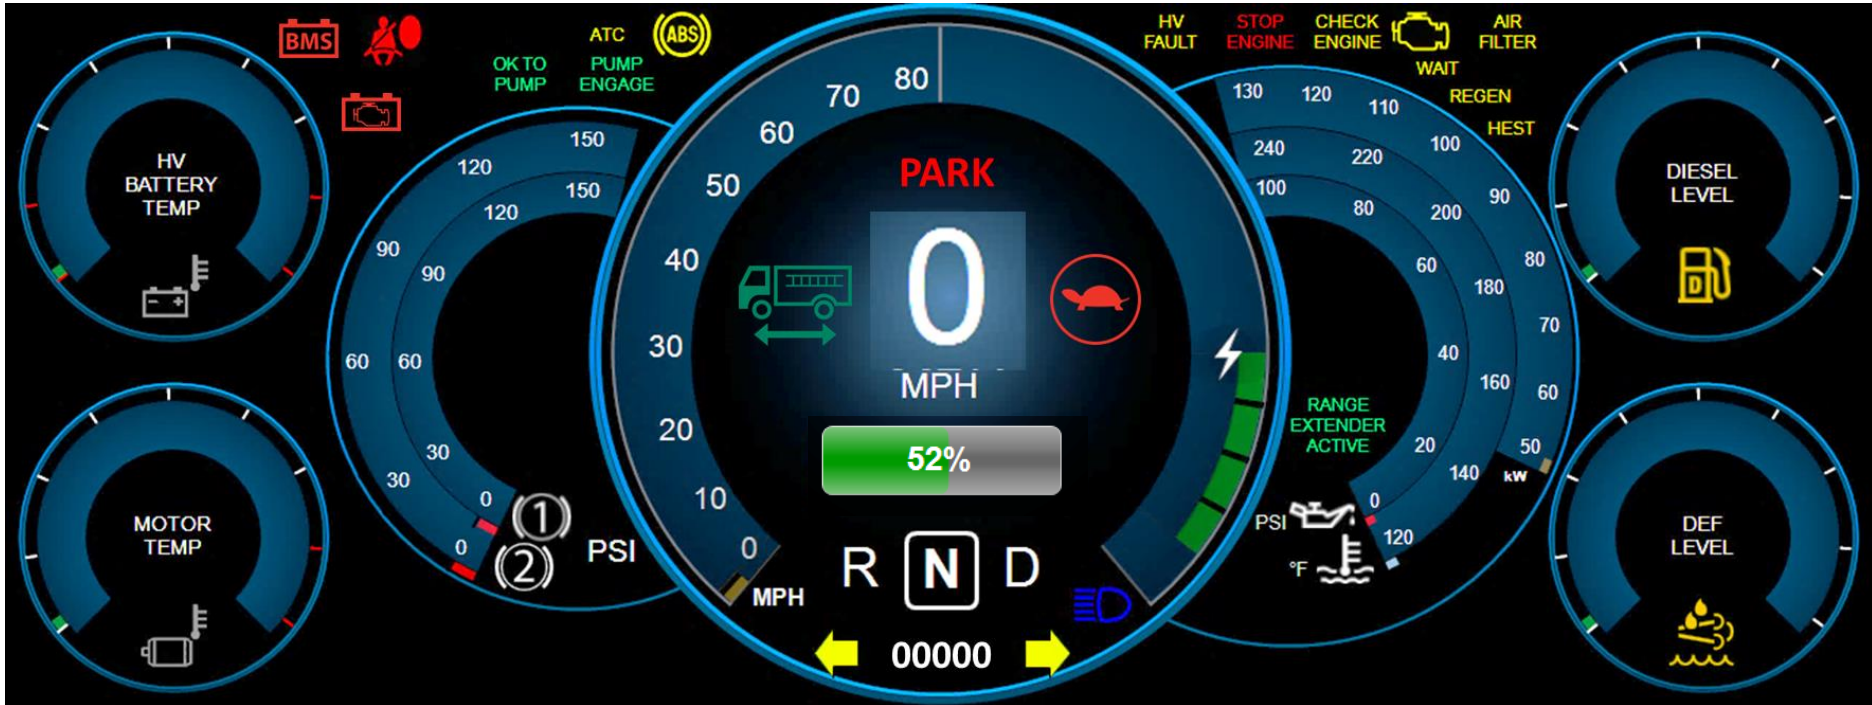 BMS
ATC
ABS
OK TO
PUMP
PUMP
ENGAGE
HV
FAULT
STOP
ENGINE
CHECK
ENGINE
AIR
FILTER
WAIT
REGEN
HEST
HV
BATTERY
TEMP
MOTOR
TEMP
150
120
90
60
30
0
150
120
90
60
30
0
1
2
PSI
80
70
60
50
40
30
20
10
0
MPH
PARK
0
MPH
52%
R N D
00000
130
120
110
100
90
80
70
60
50
kW
240
220
200
180
160
140
120
100
80
60
40
20
0
RANGE
EXTENDER
ACTIVE
PSI
°F
DIESEL
LEVEL
D
DEF
LEVEL